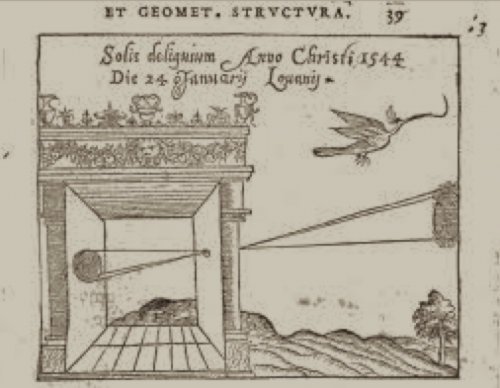 ET GEOMET. STRVCTVRA. 39
Solis deliquium Anno Christi 1544
Die 24 Januarij Louanij